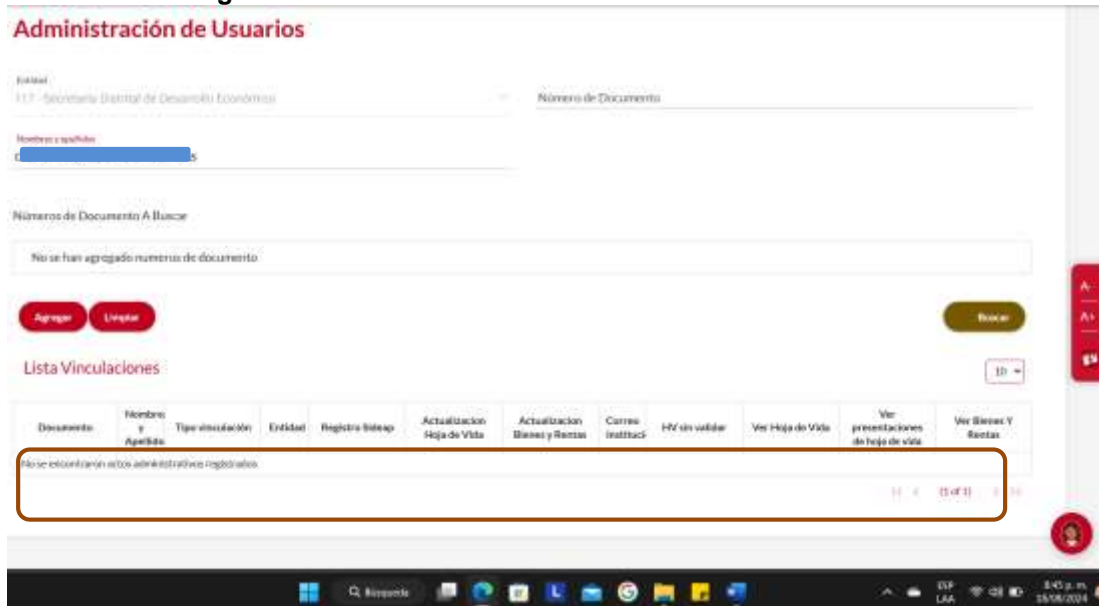 Administración de Usuarios
Entidad
117 - Secretaría Distrital de Desarrollo Económico
Número de Documento
Nombres y apellidos
Números de Documento A Buscar
No se han agregado numeros de documento
Agregar
Limpiar
Buscar
Lista Vinculaciones
10
Documento
Nombre y Apellido
Tipo vinculación
Entidad
Registro Sideap
Actualizacion Hoja de Vida
Actualizacion Bienes y Rentas
Correo Instituci
HV sin validar
Ver Hoja de Vida
Ver presentaciones de hoja de vida
Ver Bienes Y Rentas
No se encontraron actos administrativos registrados
(1 of 1)
A-
A+
Búsqueda
ESP
LAA
8:45 p. m.